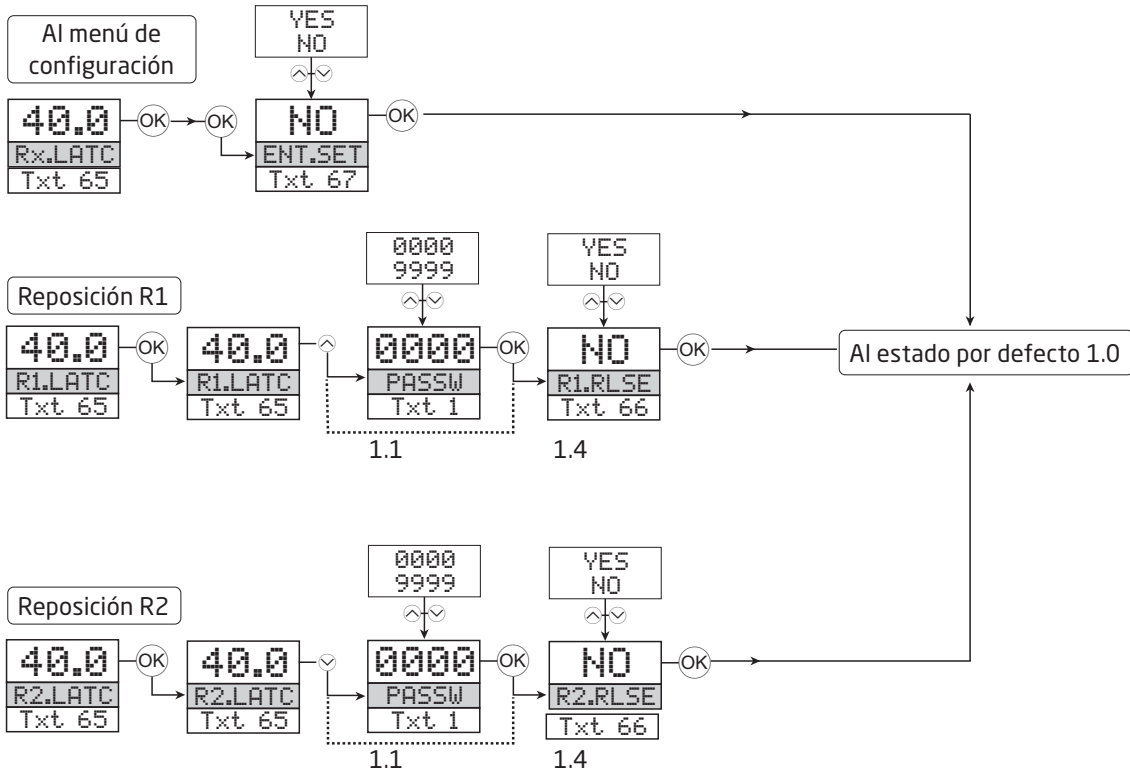 Al menú de
configuración
YES
NO
40.0
Rx.LATC
Txt 65
OK
OK
NO
ENT.SET
Txt 67
OK
Reposición R1
0000
9999
YES
NO
40.0
R1.LATC
Txt 65
OK
40.0
R1.LATC
Txt 65
0000
PASSW
Txt 1
OK
NO
R1.RLSE
Txt 66
OK
Al estado por defecto 1.0
1.1
1.4
Reposición R2
0000
9999
YES
NO
40.0
R2.LATC
Txt 65
OK
40.0
R2.LATC
Txt 65
0000
PASSW
Txt 1
OK
NO
R2.RLSE
Txt 66
OK
1.1
1.4